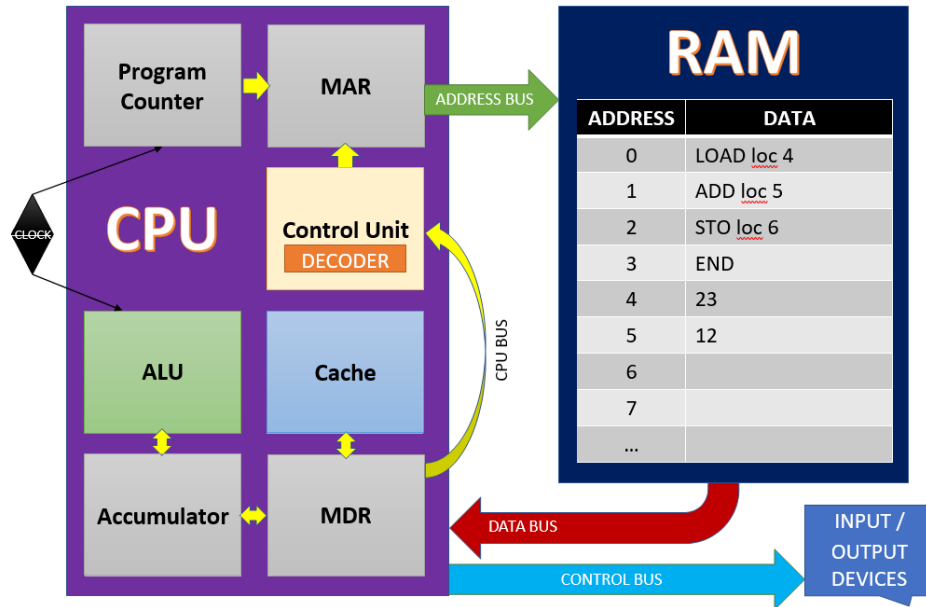 Program
Counter
MAR
ADDRESS BUS
CLOCK
CPU
Control Unit
DECODER
CPU BUS
ALU
Cache
Accumulator
MDR
RAM
ADDRESS DATA
0 LOAD loc 4
1 ADD loc 5
2 STO loc 6
3 END
4 23
5 12
6
7
...
DATA BUS
CONTROL BUS
INPUT /
OUTPUT
DEVICES